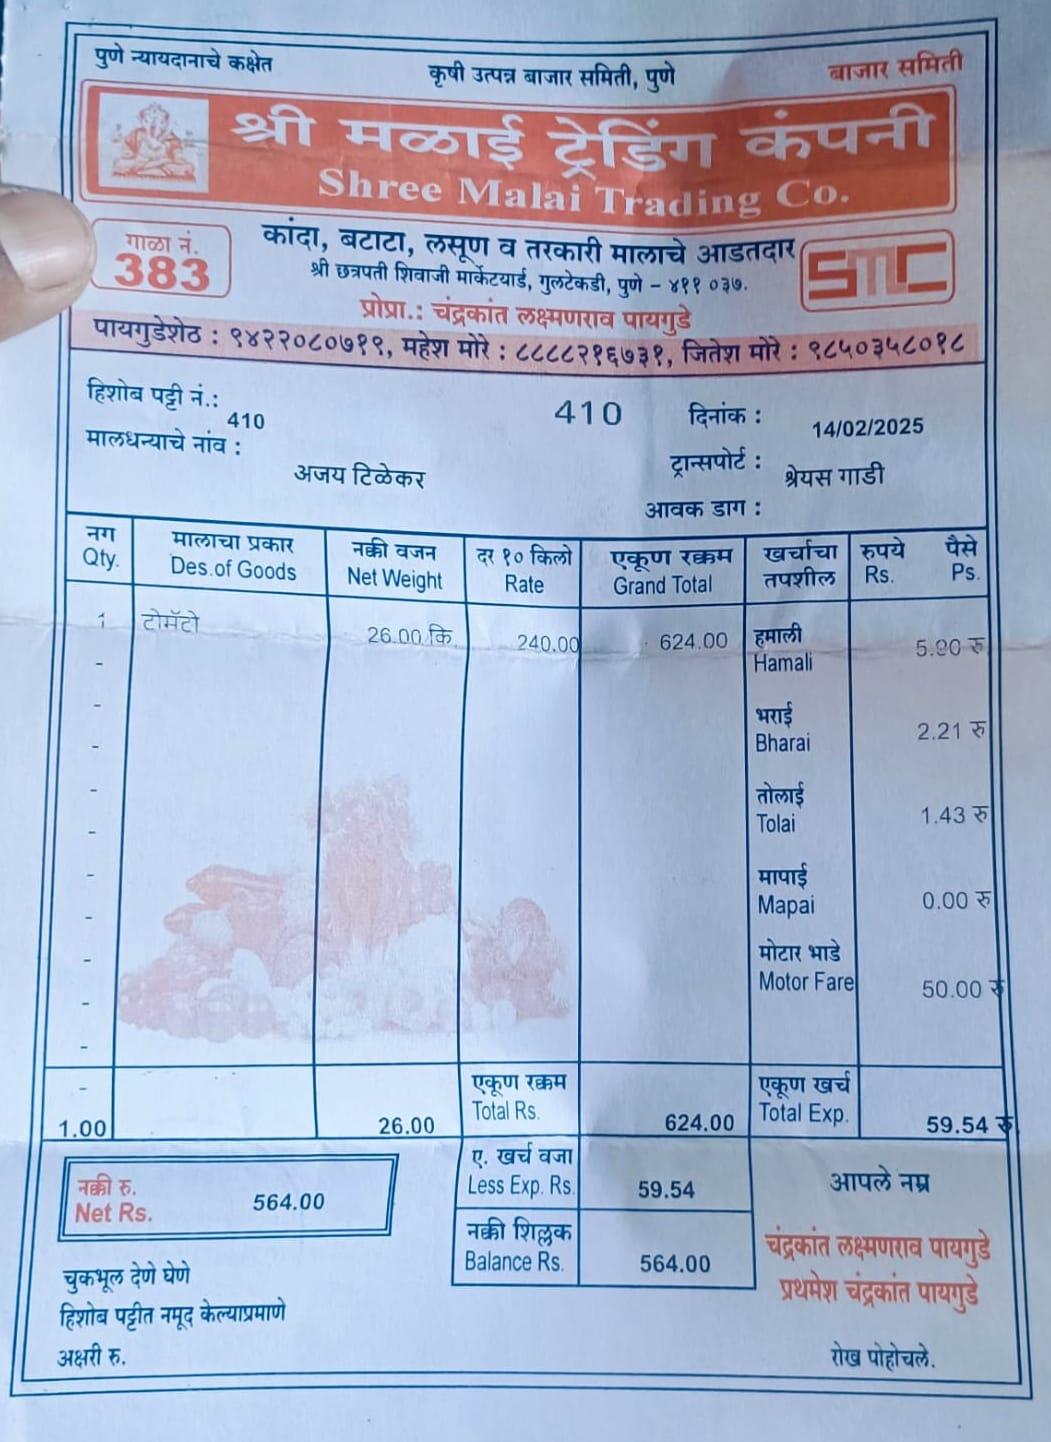 पुणे न्यायदानाचे कक्षेत
कृषी उत्पन्न बाजार समिती, पुणे
बाजार समिती
श्री मळाई ट्रेडिंग कंपनी
Shree Malai Trading Co.
गाळा नं.
383
कांदा, बटाटा, लसूण व तरकारी मालाचे आडतदार
श्री छत्रपती शिवाजी मार्केटयार्ड, गुलटेकडी, पुणे - ४११ ०३७.
STC
प्रोप्रा.: चंद्रकांत लक्ष्मणराव पायगुडे
पायगुडेशेठ : ९४२२०८०७१९, महेश मोरे : ८८८८२१६७३१, जितेश मोरे : ९८५०३५८०१८
हिशोब पट्टी नं.: 410 410 दिनांक : 14/02/2025
मालधन्याचे नांव : अजय टिळेकर ट्रान्सपोर्ट : श्रेयस गाडी
आवक डाग :
नग मालाचा प्रकार नक्की वजन दर १० किलो एकूण रक्कम खर्चाचा रुपये पैसे
Qty. Des.of Goods Net Weight Rate Grand Total तपशील Rs. Ps.
1 टोमॅटो 26.00 कि. 240.00 624.00 हमाली 5.90 रु
- Hamali
- भराई 2.21 रु
- Bharai
- तोलाई 1.43 रु
- Tolai
- मापाई 0.00 रु
- Mapai
- मोटार भाडे 50.00 रु
- Motor Fare
-
- एकूण रक्कम एकूण खर्च
1.00 26.00 Total Rs. 624.00 Total Exp. 59.54 रु
नक्की रु. 564.00
Net Rs.
ए. खर्च वजा 59.54
Less Exp. Rs.
नक्की शिल्लक 564.00
Balance Rs.
आपले नम्र
चंद्रकांत लक्ष्मणराव पायगुडे
प्रथमेश चंद्रकांत पायगुडे
चुकभूल देणे घेणे
हिशोब पट्टीत नमूद केल्याप्रमाणे
अक्षरी रु. रोख पोहोचले.